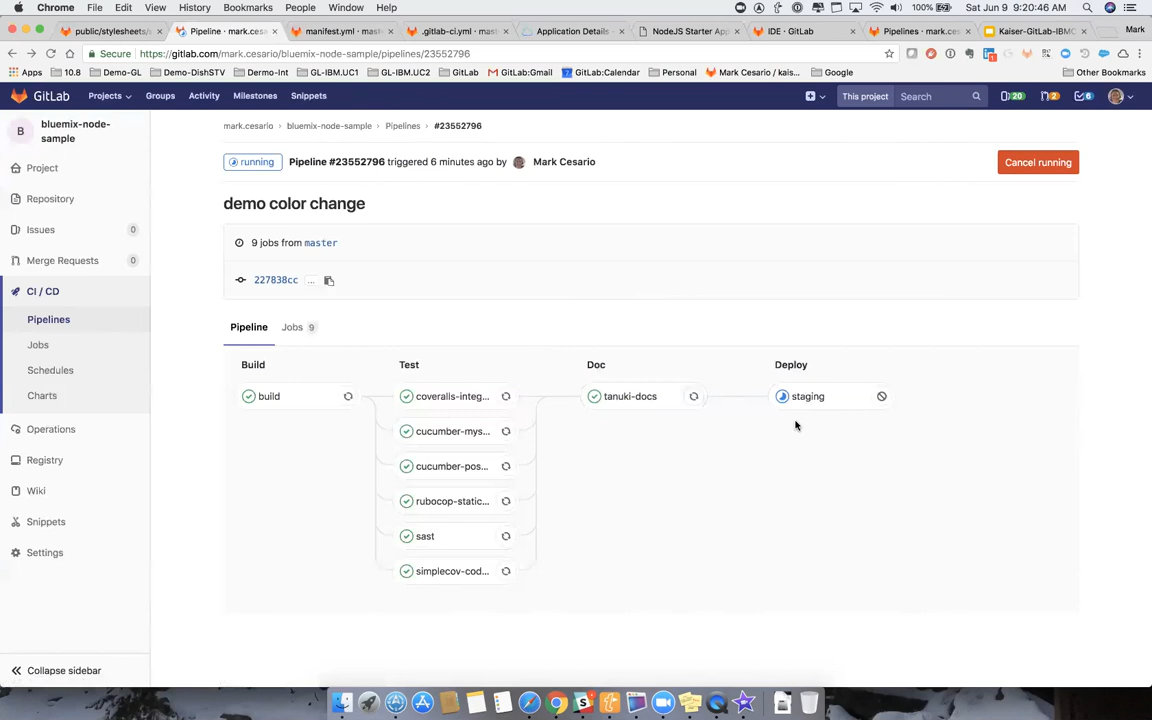 Chrome File Edit View History Bookmarks People Window Help 100% Sat Jun 9 9:20:46 AM
public/stylesheets/ Pipeline · mark.cesa manifest.yml · mast .gitlab-ci.yml · mast Application Details NodeJS Starter App IDE · GitLab Pipelines · mark.ce Kaiser-GitLab-IBMC Mark
Secure https://gitlab.com/mark.cesario/bluemix-node-sample/pipelines/23552796
Apps 10.8 Demo-GL Demo-DishSTV Dermo-Int GL-IBM.UC1 GL-IBM.UC2 GitLab GitLab:Gmail GitLab:Calendar Personal Mark Cesario / kais... Google Other Bookmarks
GitLab Projects Groups Activity Milestones Snippets This project Search 20 2 6
B bluemix-node-
sample
mark.cesario › bluemix-node-sample › Pipelines › #23552796
Project
running Pipeline #23552796 triggered 6 minutes ago by Mark Cesario Cancel running
Repository
demo color change
Issues 0
9 jobs from master
Merge Requests 0
227838cc ...
CI / CD
Pipelines
Pipeline Jobs 9
Jobs
Schedules
Build Test Doc Deploy
Charts
build coverals-integ... tanuki-docs staging
Operations
cucumber-mys...
Registry
cucumber-pos...
Wiki
rubocop-static...
Snippets
sast
Settings
simplecov-cod...
Collapse sidebar